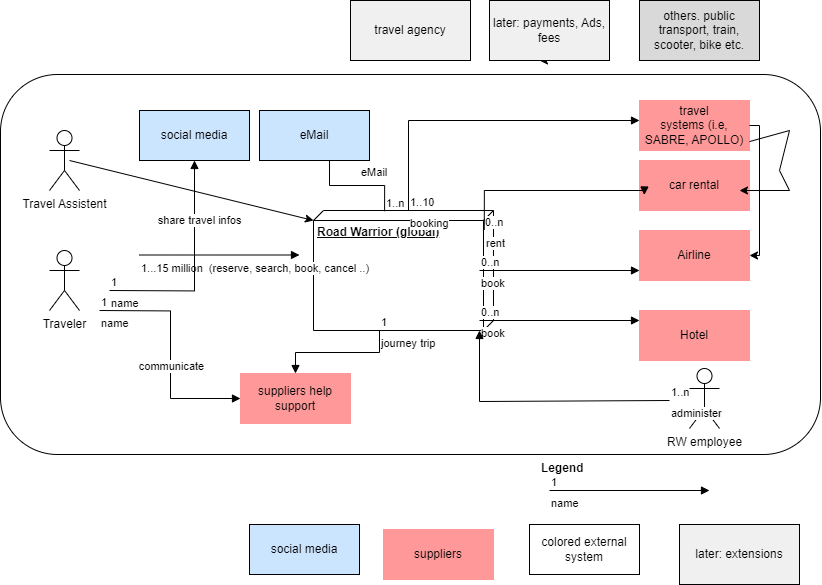 travel agency
later: payments, Ads,
fees
others. public
transport, train,
scooter, bike etc.
social media
eMail
travel
systems (i.e,
SABRE, APOLLO)
eMail
car rental
Travel Assistent
1..n
1..10
share travel infos
booking
0..n
Road Warrior (global)
rent
Airline
1...15 million (reserve, search, book, cancel ..)
0..n
book
1
1 name
name
Traveler
0..n
1
book
Hotel
journey trip
communicate
suppliers help
support
1..n
administer
RW employee
Legend
1
name
social media
suppliers
colored external
system
later: extensions